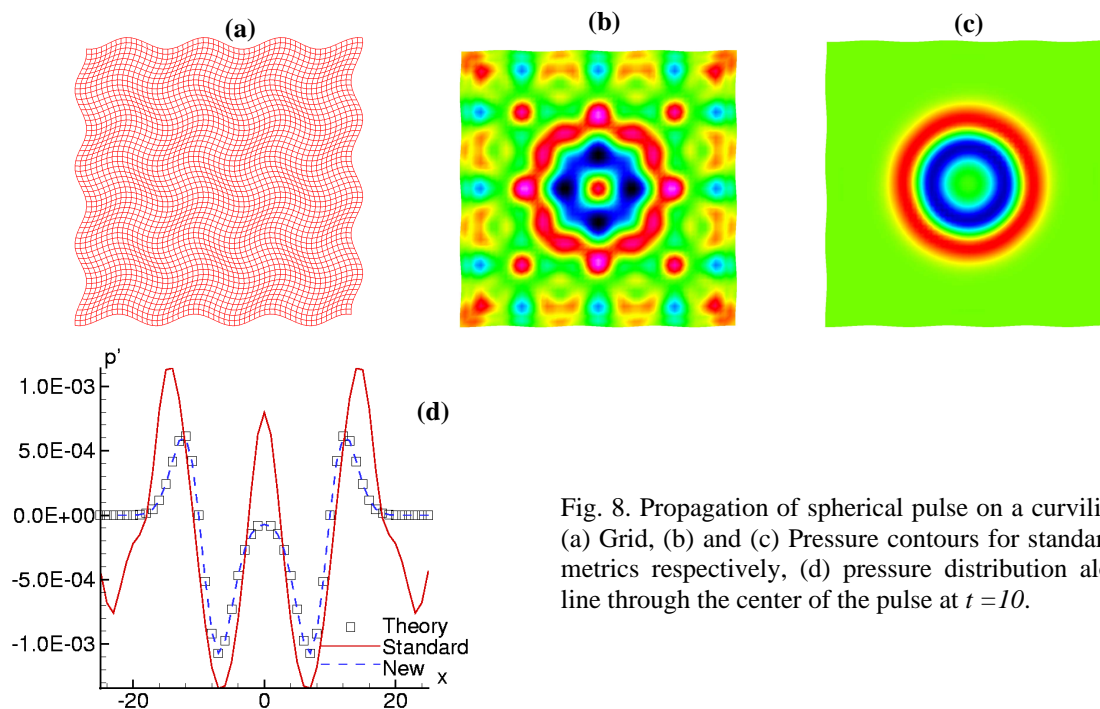 (a)
(b)
(c)
p'
1.0E-03
5.0E-04
0.0E+00
-5.0E-04
-1.0E-03
(d)
Theory
Standard
New
x
-20
0
20
Fig. 8. Propagation of spherical pulse on a curvili
(a) Grid, (b) and (c) Pressure contours for standar
metrics respectively, (d) pressure distribution al
line through the center of the pulse at t =10.